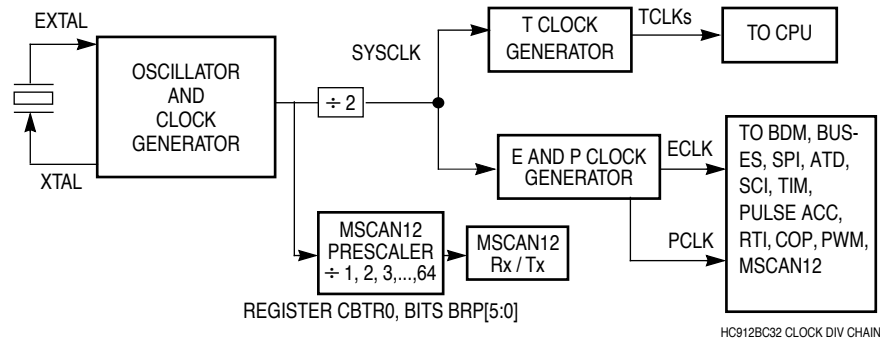 EXTAL
OSCILLATOR
AND
CLOCK
GENERATOR
XTAL
÷ 2
SYSCLK
T CLOCK
GENERATOR
TCLKs
TO CPU
E AND P CLOCK
GENERATOR
ECLK
PCLK
TO BDM, BUS-
ES, SPI, ATD,
SCI, TIM,
PULSE ACC,
RTI, COP, PWM,
MSCAN12
MSCAN12
PRESCALER
÷ 1, 2, 3,...,64
MSCAN12
Rx / Tx
REGISTER CBTR0, BITS BRP[5:0]
HC912BC32 CLOCK DIV CHAIN